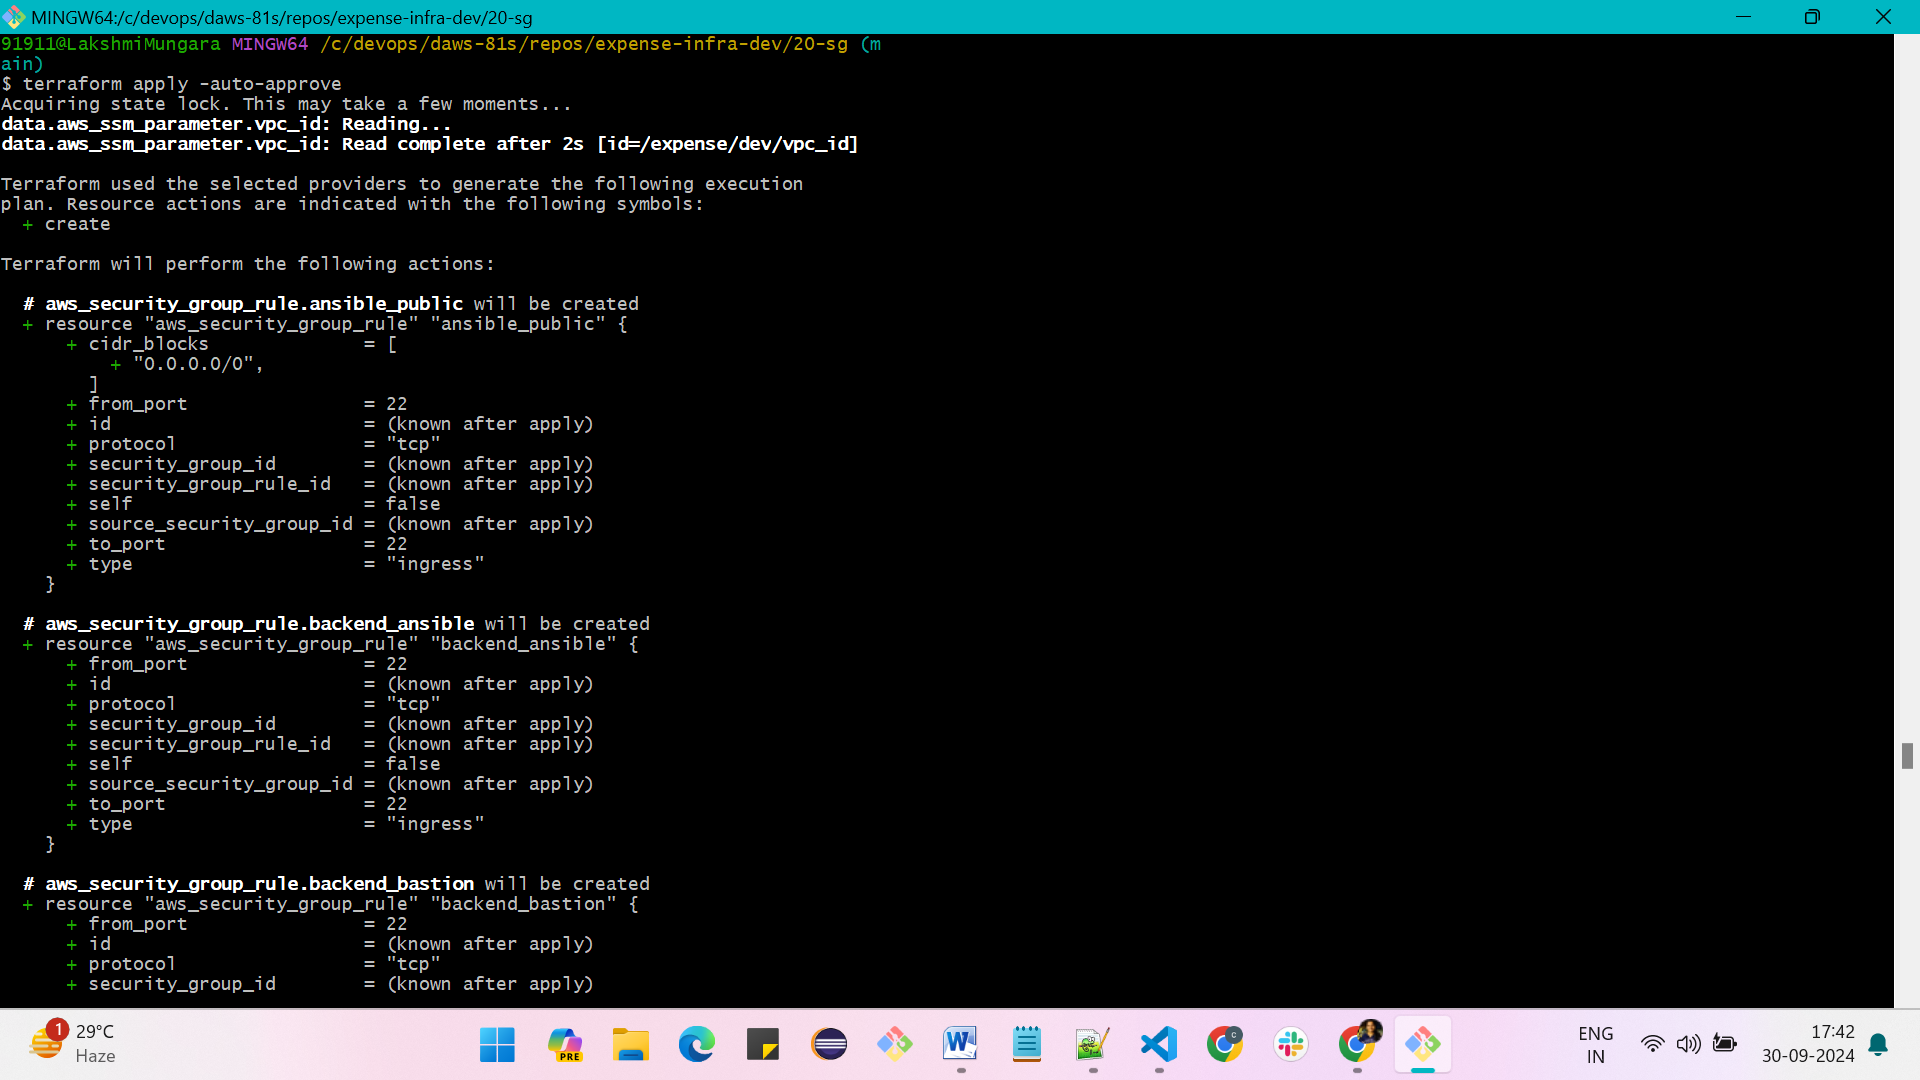 MINGW64:/c/devops/daws-81s/repos/expense-infra-dev/20-sg
91911@LakshmiMungara MINGW64 /c/devops/daws-81s/repos/expense-infra-dev/20-sg (m
ain)
$ terraform apply -auto-approve
Acquiring state lock. This may take a few moments...
data.aws_ssm_parameter.vpc_id: Reading...
data.aws_ssm_parameter.vpc_id: Read complete after 2s [id=/expense/dev/vpc_id]
Terraform used the selected providers to generate the following execution
plan. Resource actions are indicated with the following symbols:
  + create
Terraform will perform the following actions:
  # aws_security_group_rule.ansible_public will be created
  + resource "aws_security_group_rule" "ansible_public" {
      + cidr_blocks              = [
          + "0.0.0.0/0",
        ]
      + from_port                = 22
      + id                       = (known after apply)
      + protocol                 = "tcp"
      + security_group_id        = (known after apply)
      + security_group_rule_id   = (known after apply)
      + self                     = false
      + source_security_group_id = (known after apply)
      + to_port                  = 22
      + type                     = "ingress"
    }
  # aws_security_group_rule.backend_ansible will be created
  + resource "aws_security_group_rule" "backend_ansible" {
      + from_port                = 22
      + id                       = (known after apply)
      + protocol                 = "tcp"
      + security_group_id        = (known after apply)
      + security_group_rule_id   = (known after apply)
      + self                     = false
      + source_security_group_id = (known after apply)
      + to_port                  = 22
      + type                     = "ingress"
    }
  # aws_security_group_rule.backend_bastion will be created
  + resource "aws_security_group_rule" "backend_bastion" {
      + from_port                = 22
      + id                       = (known after apply)
      + protocol                 = "tcp"
      + security_group_id        = (known after apply)
1
29°C
Haze
PRE
W
C
ENG
IN
17:42
30-09-2024